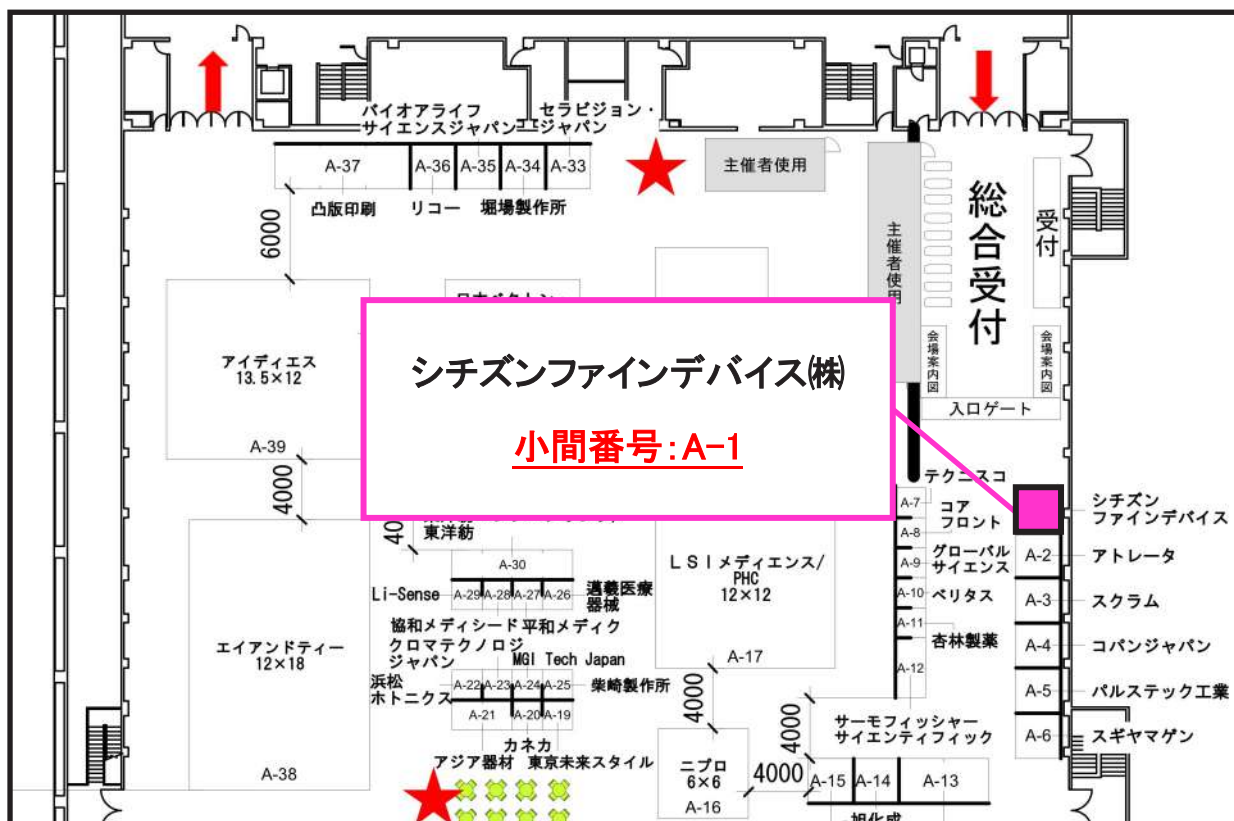 バイオアライフ
サイエンスジャパン
セラビジョン・
ジャパン
A-37
A-36
A-35
A-34
A-33
凸版印刷
リコー
堀場製作所
主催者使用
主催者使用
総合受付
受付
会場案内図
会場案内図
入口ゲート
6000
アイディエス
13.5×12
A-39
4000
シチズンファインデバイス㈱
小間番号:A-1
テクニスコ
A-7
コア
フロント
A-8
グローバル
サイエンス
A-9
A-10
ベリタス
A-11
杏林製薬
A-12
シチズン
ファインデバイス
A-2
アトレータ
A-3
スクラム
A-4
コパンジャパン
A-5
パルステック工業
A-6
スギヤマゲン
東洋紡
A-30
Li-Sense
A-29
A-28
A-27
A-26
遇羲医療
器械
協和メディシード
平和メディク
クロマテクノロジ
ジャパン
MGI Tech Japan
浜松
ホトニクス
A-22
A-23
A-24
A-25
柴崎製作所
A-21
A-20
A-19
カネカ
アジア器材
東京未来スタイル
エイアンドティー
12×18
A-38
LSIメディエンス/
PHC
12×12
A-17
4000
4000
サーモフィッシャー
サイエンティフィック
ニプロ
6×6
A-16
4000
A-15
A-14
A-13
旭化成